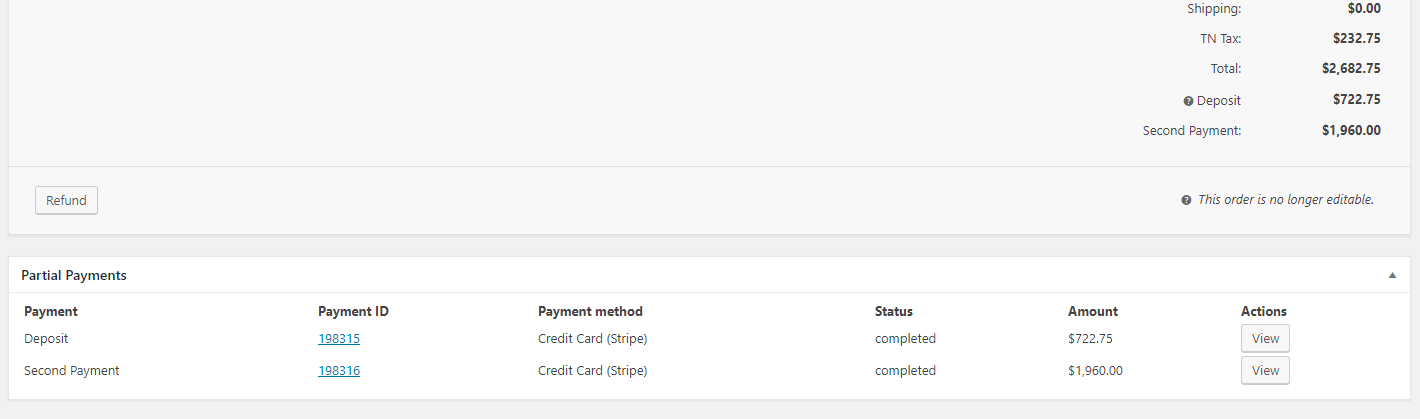 Shipping: $0.00
TN Tax: $232.75
Total: $2,682.75
Deposit $722.75
Second Payment: $1,960.00
Refund This order is no longer editable.
Partial Payments
Payment Payment ID Payment method Status Amount Actions
Deposit 198315 Credit Card (Stripe) completed $722.75 View
Second Payment 198316 Credit Card (Stripe) completed $1,960.00 View